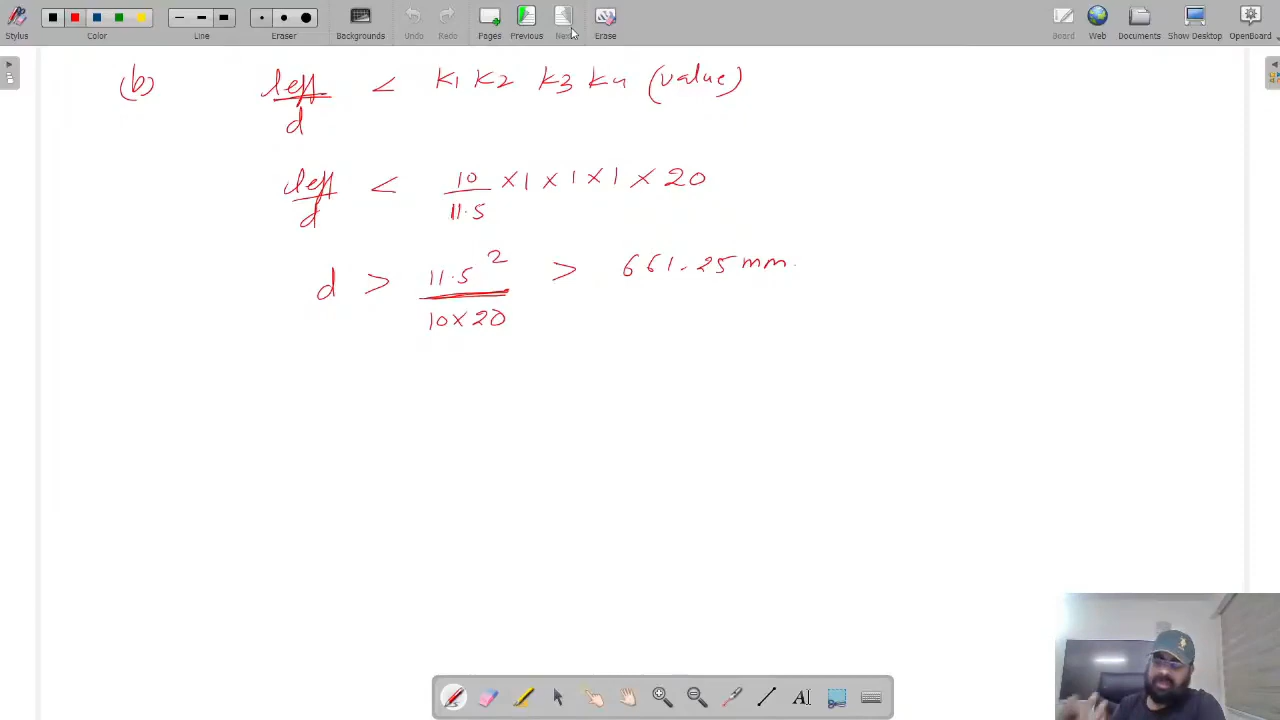 Stylus Color Line Eraser Backgrounds Undo Redo Pages Previous Next Erase Board Web Documents Show Desktop OpenBoard
(b) leff/d < K1 K2 K3 K4 (value)
leff/d < 10/11.5 × 1 × 1 × 1 × 20
d > 11.5²/10×20 > 661.25 mm.